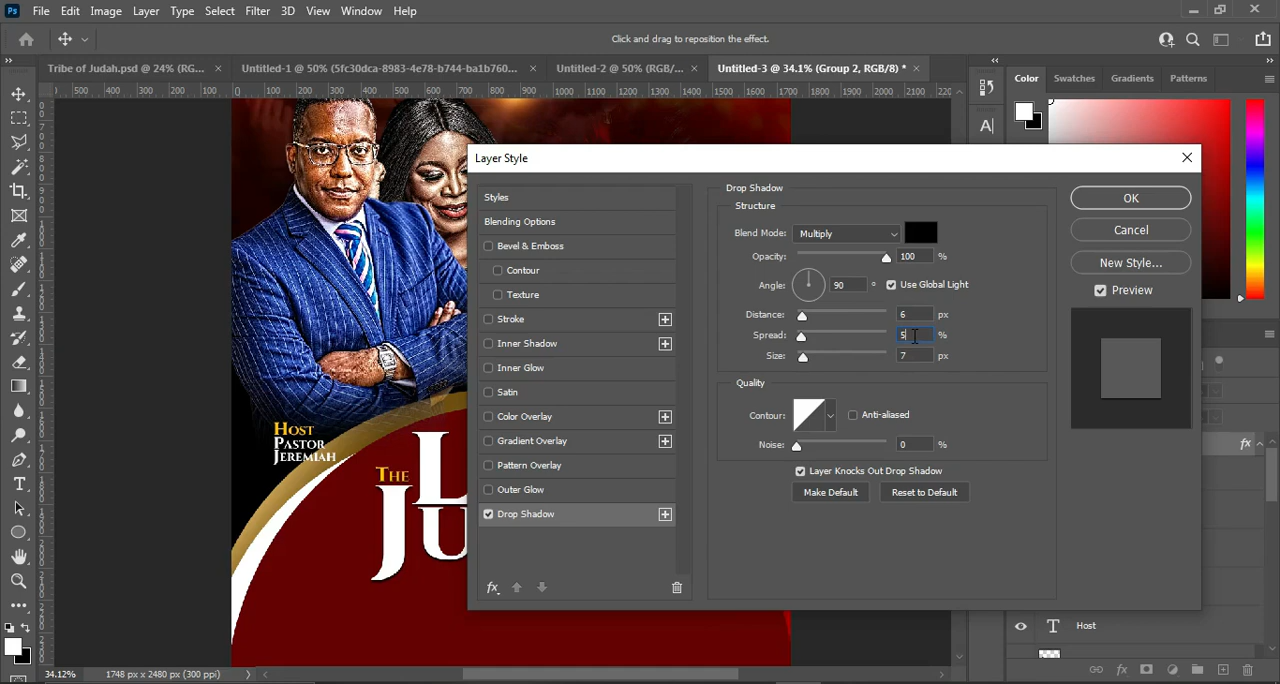 Ps File Edit Image Layer Type Select Filter 3D View Window Help
Click and drag to reposition the effect.
Tribe of Judah.psd @ 24% (RG... × Untitled-1 @ 50% (5fc30dca-8983-4e78-b744-ba1b760... × Untitled-2 @ 50% (RGB/... × Untitled-3 @ 34.1% (Group 2, RGB/8) * ×
Color Swatches Gradients Patterns
Layer Style
Styles
Blending Options
Bevel & Emboss
Contour
Texture
Stroke
Inner Shadow
Inner Glow
Satin
Color Overlay
Gradient Overlay
Pattern Overlay
Outer Glow
Drop Shadow
fx
Drop Shadow
Structure
Blend Mode: Multiply
Opacity: 100 %
Angle: 90 ° Use Global Light
Distance: 6 px
Spread: 5 %
Size: 7 px
Quality
Contour: Anti-aliased
Noise: 0 %
Layer Knocks Out Drop Shadow
Make Default Reset to Default
OK
Cancel
New Style...
Preview
Host
Pastor
Jeremiah
The
L
Ju
fx
Host
34.12% 1748 px x 2480 px (300 ppi)